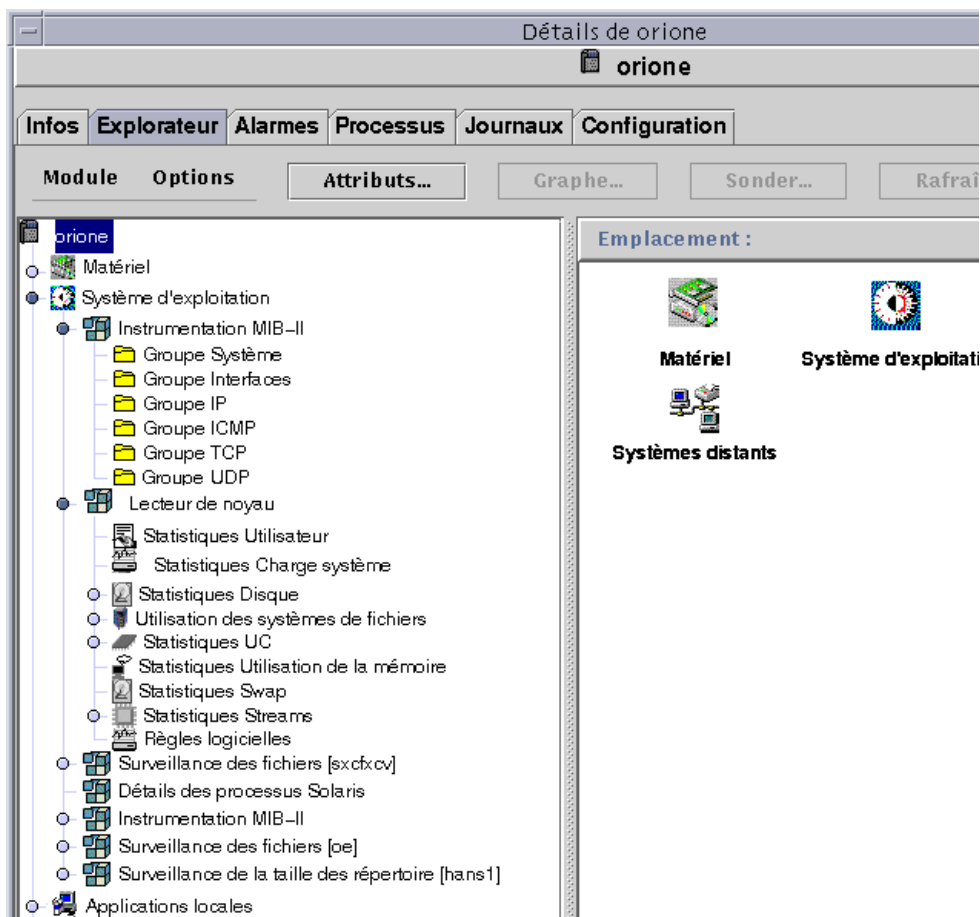 Détails de orione
orione
Infos Explorateur Alarmes Processus Journaux Configuration
Module Options Attributs... Graphe... Sonder... Rafraî
orione
Matériel
Système d'exploitation
Instrumentation MIB–II
Groupe Système
Groupe Interfaces
Groupe IP
Groupe ICMP
Groupe TCP
Groupe UDP
Lecteur de noyau
Statistiques Utilisateur
Statistiques Charge système
Statistiques Disque
Utilisation des systèmes de fichiers
Statistiques UC
Statistiques Utilisation de la mémoire
Statistiques Swap
Statistiques Streams
Règles logicielles
Surveillance des fichiers [sxcfxcv]
Détails des processus Solaris
Instrumentation MIB–II
Surveillance des fichiers [oe]
Surveillance de la taille des répertoire [hans1]
Applications locales
Emplacement :
Matériel Système d'exploitati
Systèmes distants